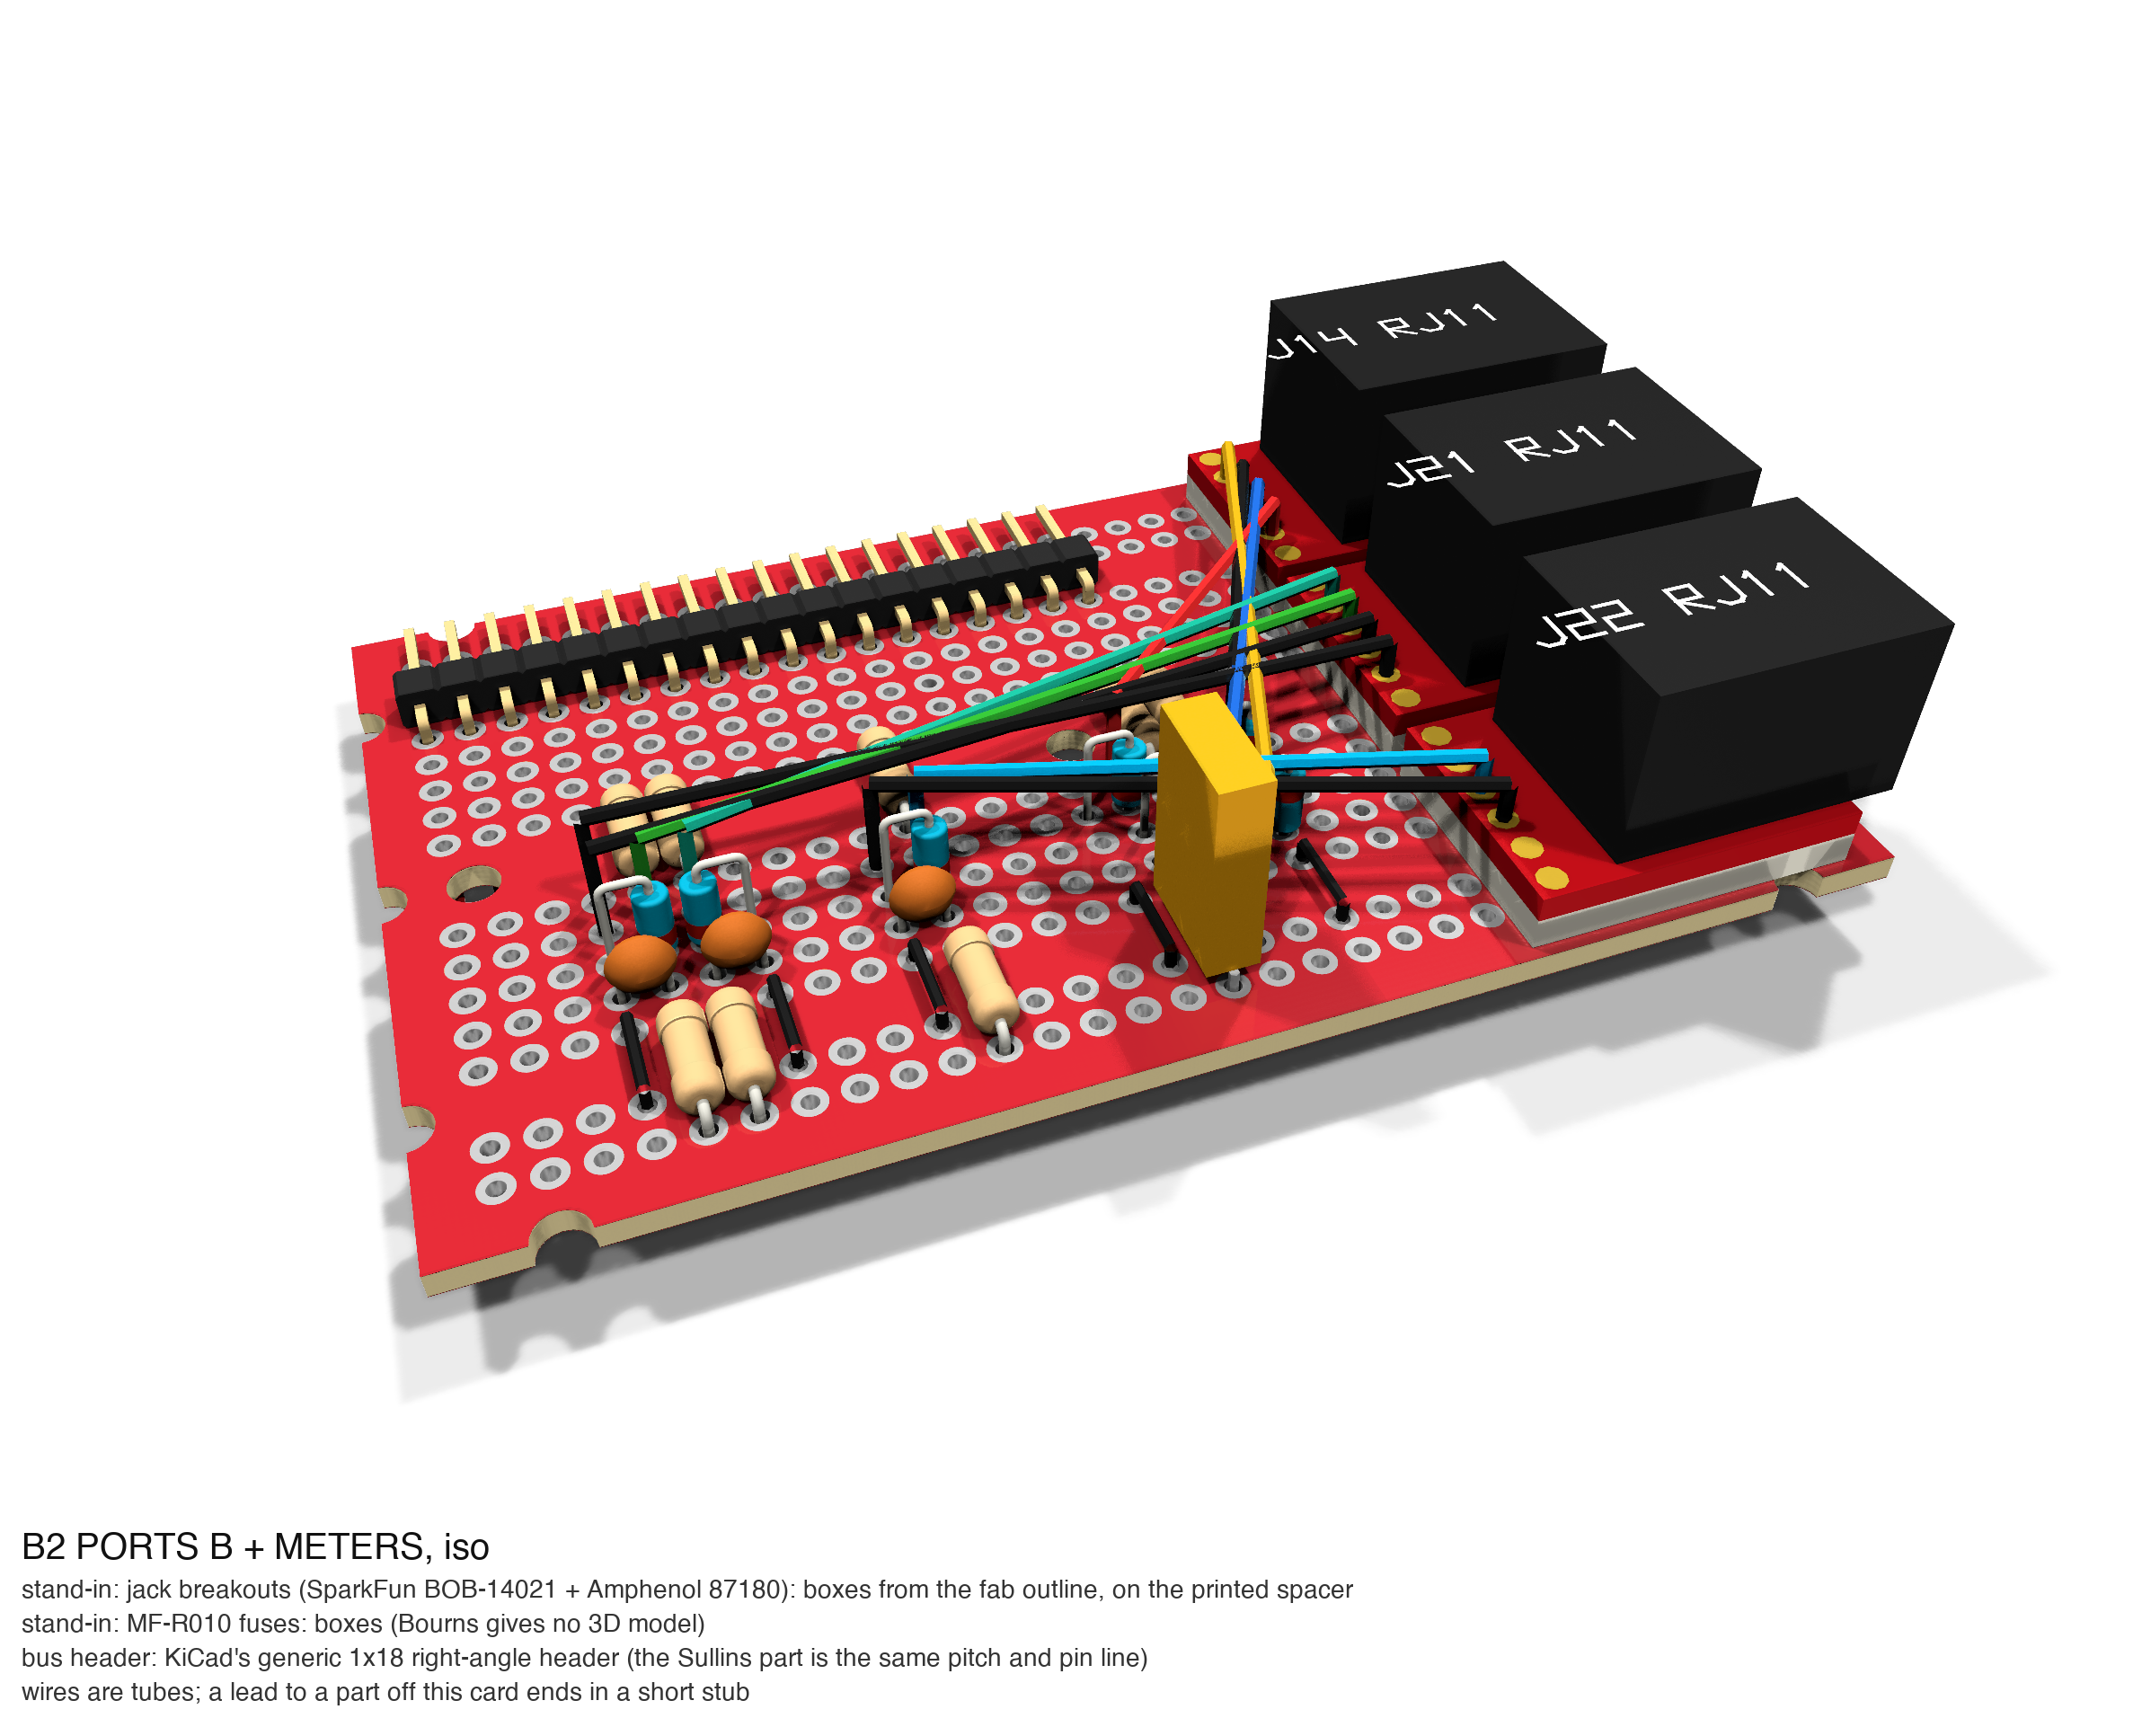 J14 RJ11
J21 RJ11
J22 RJ11
B2 PORTS B + METERS, iso
stand-in: jack breakouts (SparkFun BOB-14021 + Amphenol 87180): boxes from the fab outline, on the printed spacer
stand-in: MF-R010 fuses: boxes (Bourns gives no 3D model)
bus header: KiCad's generic 1x18 right-angle header (the Sullins part is the same pitch and pin line)
wires are tubes; a lead to a part off this card ends in a short stub